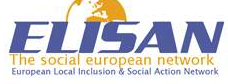 ELISAN
The social european network
European Local Inclusion & Social Action Network